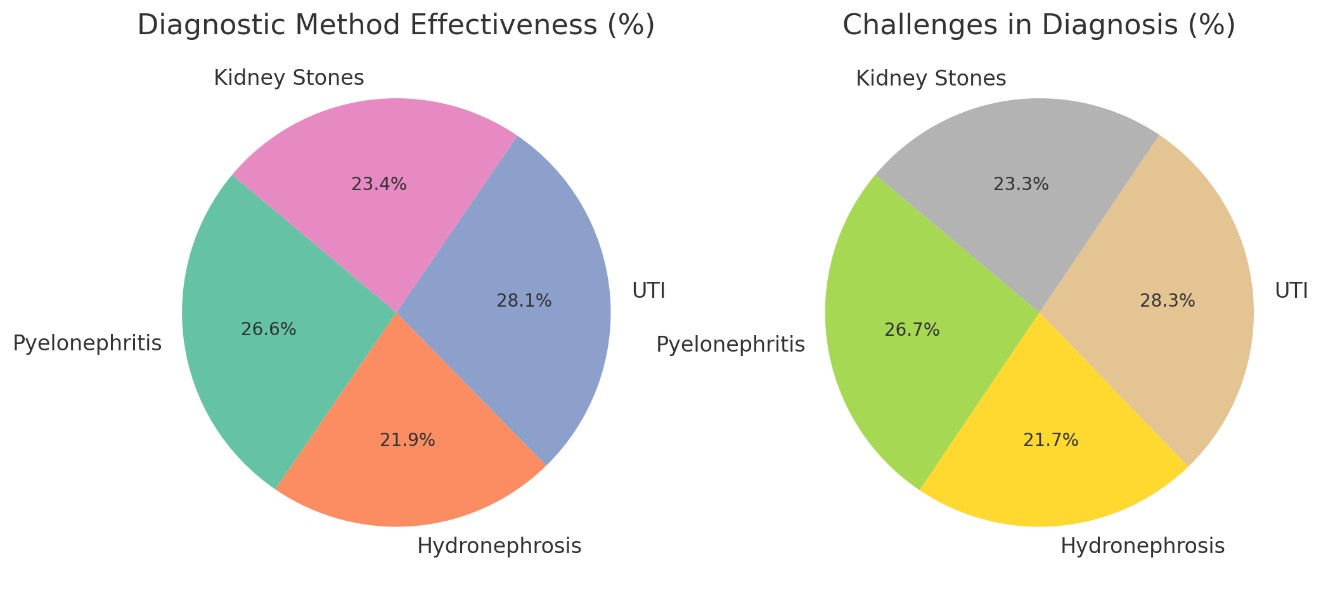 Diagnostic Method Effectiveness (%)
Kidney Stones
23.4%
28.1%
UTI
26.6%
Pyelonephritis
21.9%
Hydronephrosis
Challenges in Diagnosis (%)
Kidney Stones
23.3%
28.3%
UTI
26.7%
Pyelonephritis
21.7%
Hydronephrosis